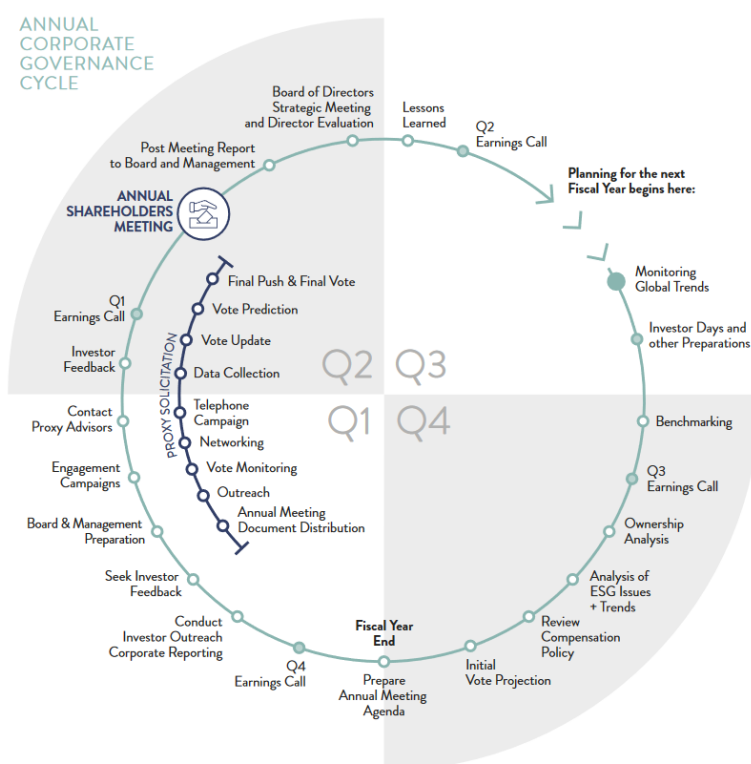 ANNUAL
CORPORATE
GOVERNANCE
CYCLE
Board of Directors
Strategic Meeting
and Director Evaluation
Lessons
Learned
Q2
Earnings Call
Planning for the next
Fiscal Year begins here:
Monitoring
Global Trends
Investor Days and
other Preparations
Benchmarking
Q3
Earnings Call
Ownership
Analysis
Analysis of
ESG Issues
+ Trends
Review
Compensation
Policy
Initial
Vote Projection
Fiscal Year
End
Prepare
Annual Meeting
Agenda
Q4
Earnings Call
Conduct
Investor Outreach
Corporate Reporting
Seek Investor
Feedback
Board & Management
Preparation
Engagement
Campaigns
Contact
Proxy Advisors
Investor
Feedback
Q1
Earnings Call
ANNUAL
SHAREHOLDERS
MEETING
Post Meeting Report
to Board and Management
PROXY SOLICITATION
Final Push & Final Vote
Vote Prediction
Vote Update
Data Collection
Telephone
Campaign
Networking
Vote Monitoring
Outreach
Annual Meeting
Document Distribution
Q2 Q3
Q1 Q4